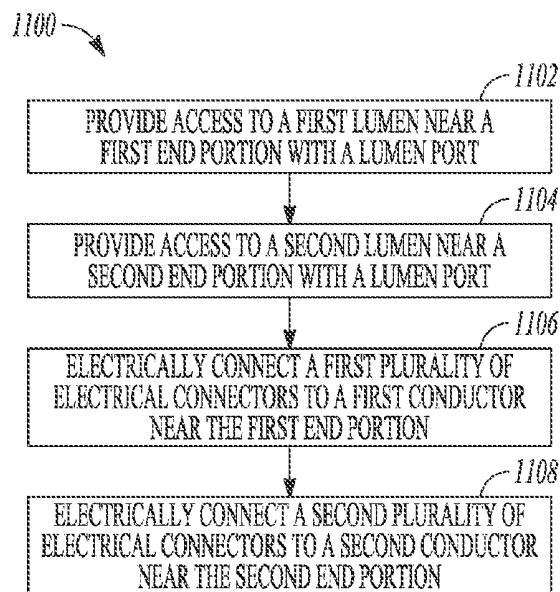 1100
1102
PROVIDE ACCESS TO A FIRST LUMEN NEAR A
FIRST END PORTION WITH A LUMEN PORT
1104
PROVIDE ACCESS TO A SECOND LUMEN NEAR A
SECOND END PORTION WITH A LUMEN PORT
1106
ELECTRICALLY CONNECT A FIRST PLURALITY OF
ELECTRICAL CONNECTORS TO A FIRST CONDUCTOR
NEAR THE FIRST END PORTION
1108
ELECTRICALLY CONNECT A SECOND PLURALITY OF
ELECTRICAL CONNECTORS TO A SECOND CONDUCTOR
NEAR THE SECOND END PORTION